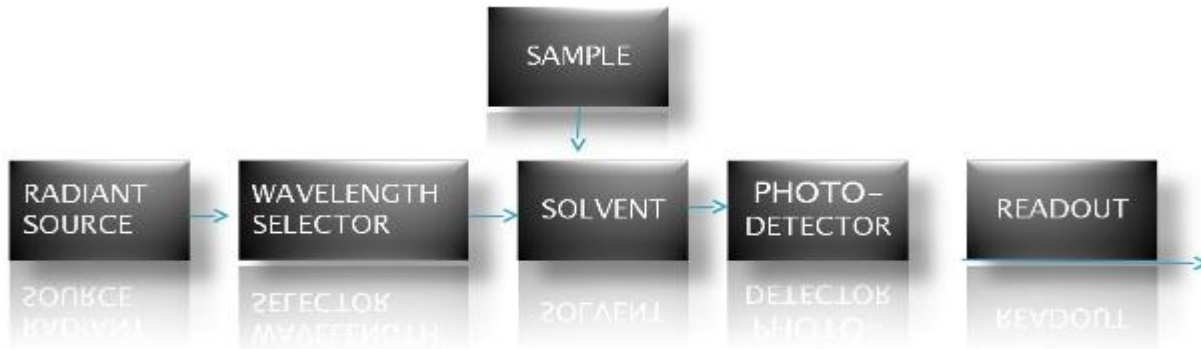 SAMPLE
RADIANT
SOURCE
WAVELENGTH
SELECTOR
SOLVENT
PHOTO-
DETECTOR
READOUT